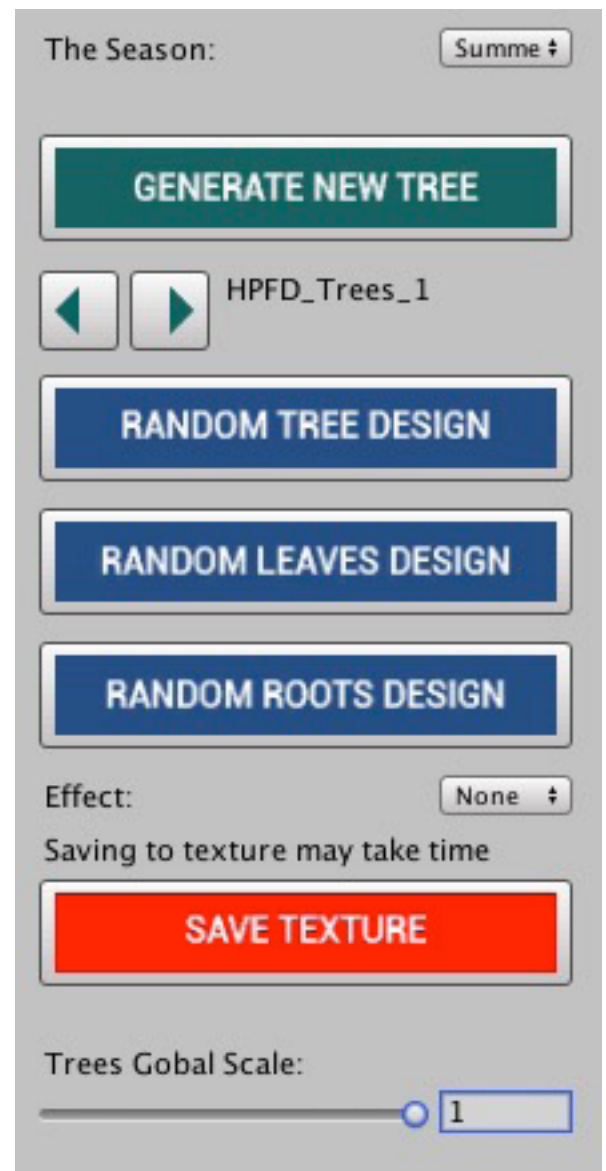 The Season:
Summe
GENERATE NEW TREE
HPFD_Trees_1
RANDOM TREE DESIGN
RANDOM LEAVES DESIGN
RANDOM ROOTS DESIGN
Effect:
None
Saving to texture may take time
SAVE TEXTURE
Trees Gobal Scale:
1